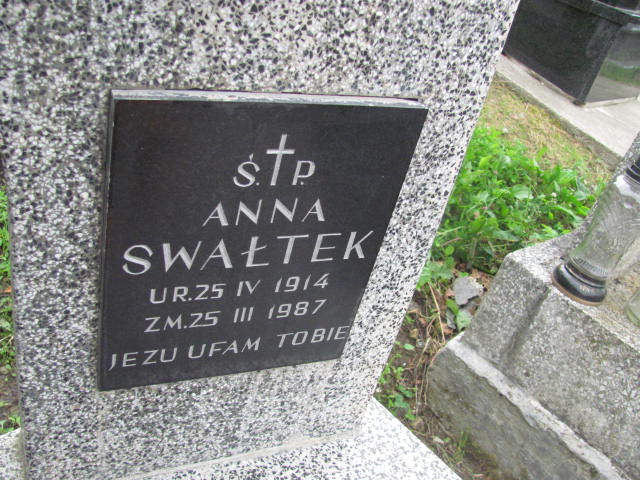 Ś.P.
ANNA
SWAŁTEK
UR.25 IV 1914
ZM.25 III 1987
JEZU UFAM TOBIE